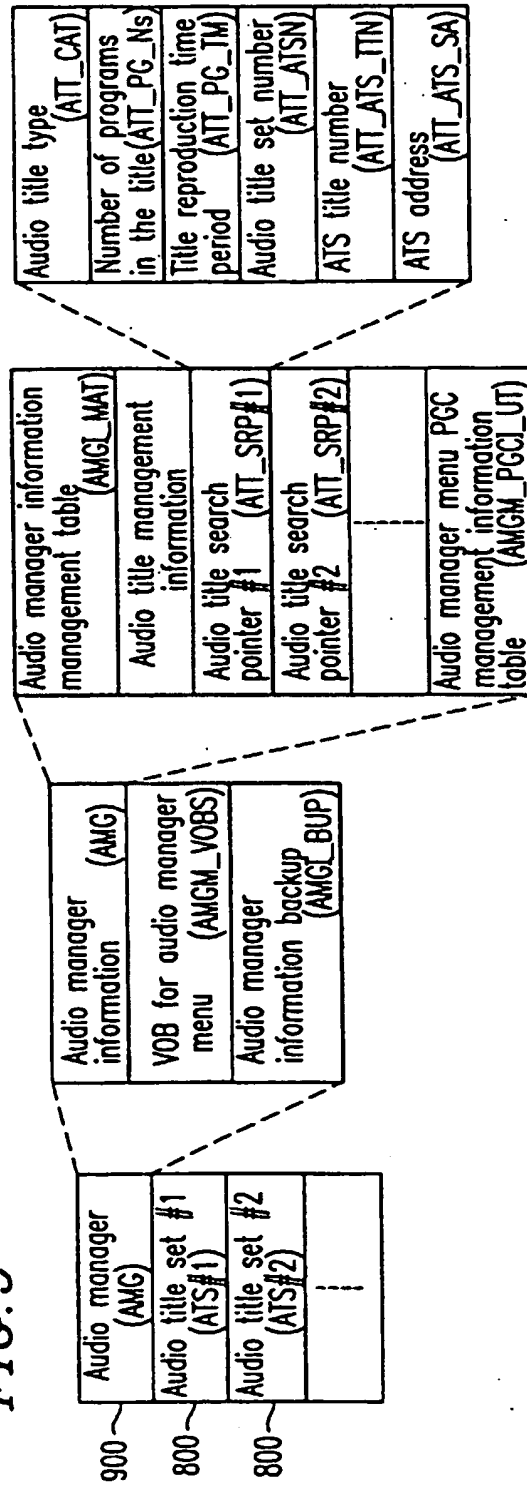 FIG.
900
800
800
Audio manager
(AMG)
Audio title set #1
(ATS#1)
Audio title set #2
(ATS#2)
Audio manager
information (AMG)
VOB for audio manager
menu (AMGM_VOBS)
Audio manager
information backup
(AMGI_BUP)
Audio manager information
management table
(AMGI_MAT)
Audio title management
information
Audio title search
pointer #1 (ATT_SRP#1)
Audio title search
pointer #2 (ATT_SRP#2)
Audio manager menu PGC
management information
table (AMGM_PGCI_UT)
Audio title type
(ATT_CAT)
Number of programs
in the title(ATT_PG_Ns)
Title reproduction time
period (ATT_PG_TM)
Audio title set number
(ATT_ATSN)
ATS title number
(ATT_ATS_TTN)
ATS address
(ATT_ATS_SA)